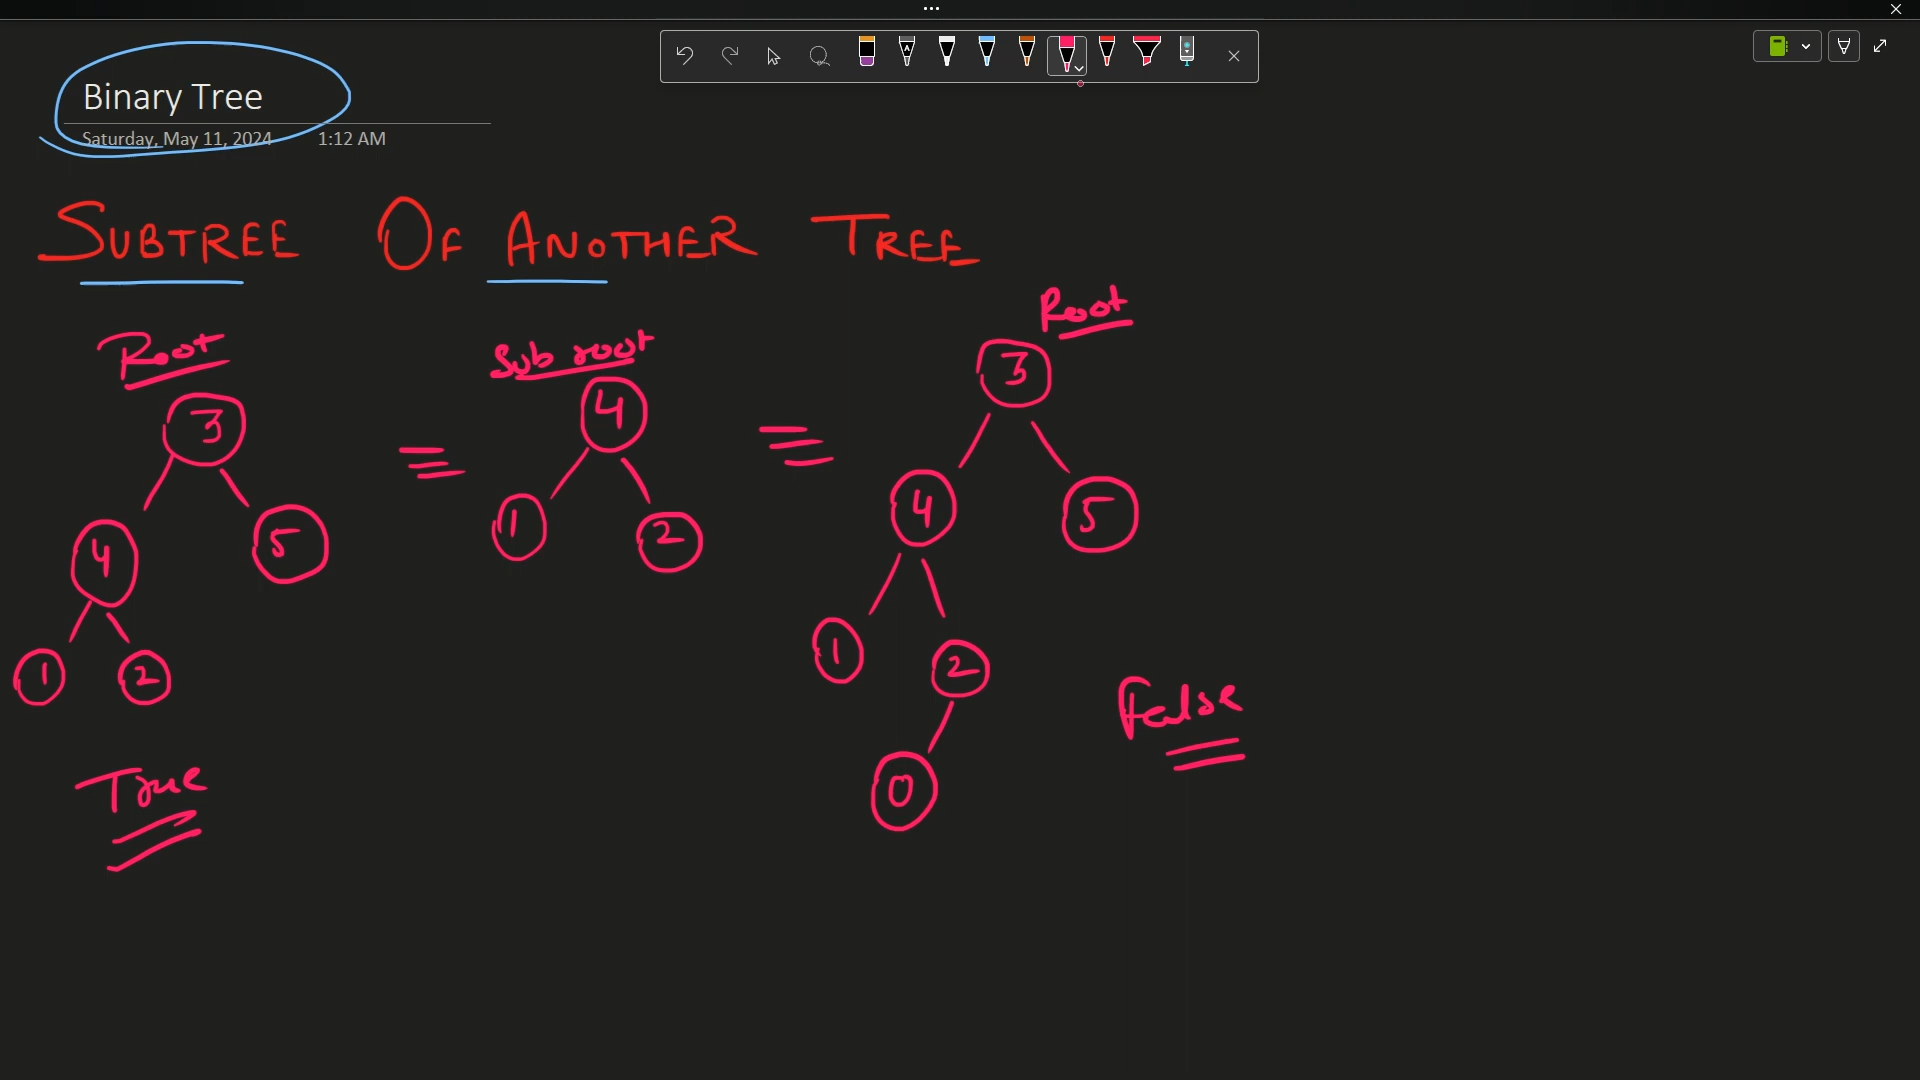 Binary Tree
Saturday, May 11, 2024 1:12 AM
SUBTREE OF ANOTHER TREE
Root
3
4 5
1 2
True
Sub root
4
1 2
Root
3
4 5
1 2
0
False